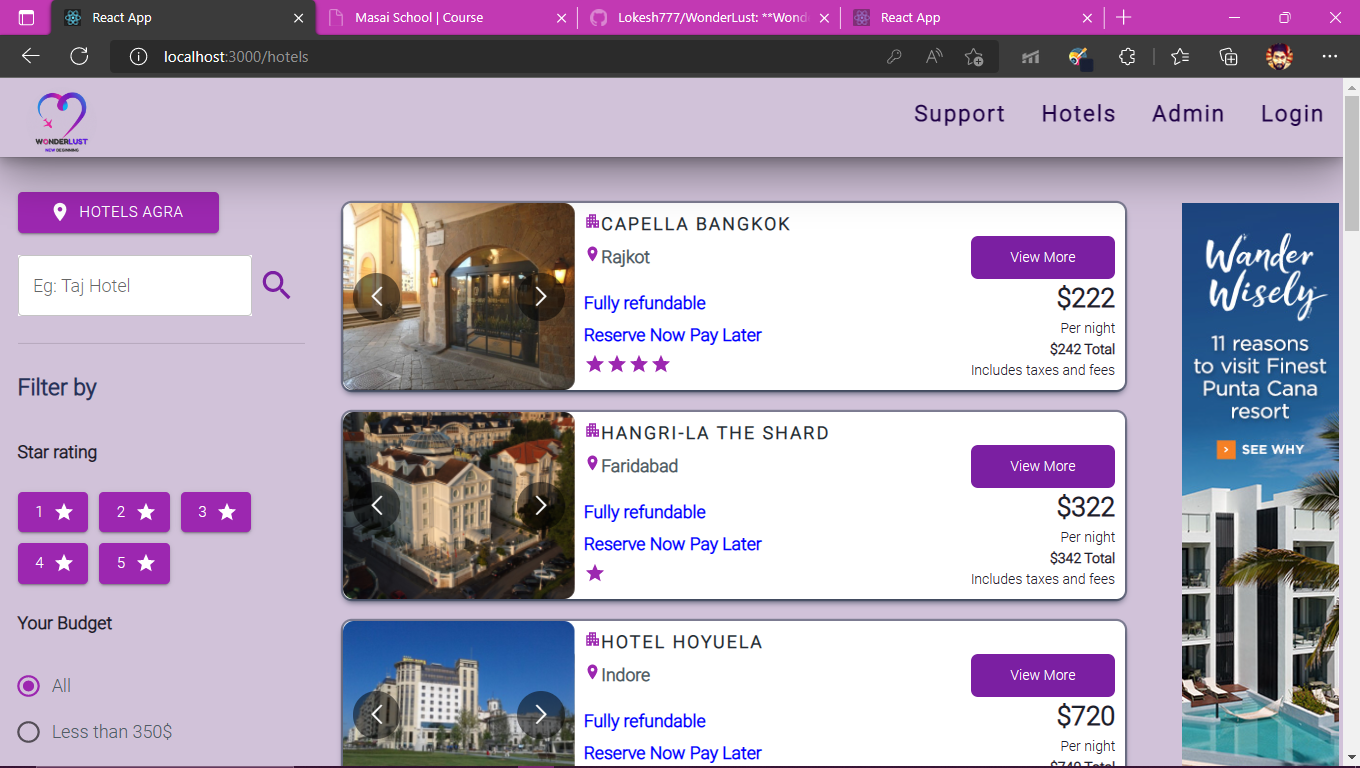 React App
Masai School | Course
Lokesh777/WonderLust: **Wond
React App
localhost:3000/hotels
WONDERLUST
NEW BEGINNING
Support
Hotels
Admin
Login
HOTELS AGRA
Eg: Taj Hotel
Filter by
Star rating
1
2
3
4
5
Your Budget
All
Less than 350$
CAPELLA BANGKOK
Rajkot
View More
Fully refundable
Reserve Now Pay Later
$222
Per night
$242 Total
Includes taxes and fees
HANGRI-LA THE SHARD
Faridabad
View More
Fully refundable
Reserve Now Pay Later
$322
Per night
$342 Total
Includes taxes and fees
HOTEL HOYUELA
Indore
View More
Fully refundable
Reserve Now Pay Later
$720
Per night
$740 Total
Wander
Wisely
11 reasons
to visit Finest
Punta Cana
resort
SEE WHY